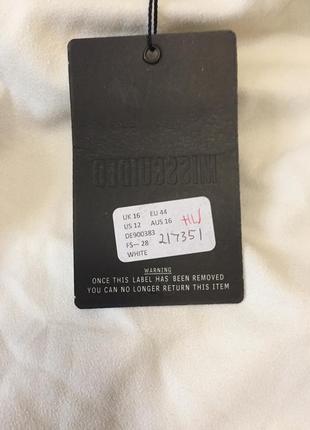 MISSGUIDED
UK 16 EU 44
US 12 AUS 16
DE900383
FS-- 28
WHITE
HW
217351
WARNING
ONCE THIS LABEL HAS BEEN REMOVED
YOU CAN NO LONGER RETURN THIS ITEM